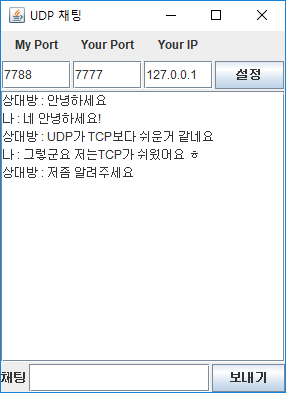 UDP 채팅
My Port Your Port Your IP
7788 7777 127.0.0.1 설정
상대방 : 안녕하세요
나 : 네 안녕하세요!
상대방 : UDP가 TCP보다 쉬운거 같네요
나 : 그렇군요 저는TCP가 쉬웠어요 ㅎ
상대방 : 저좀 알려주세요
채팅 보내기